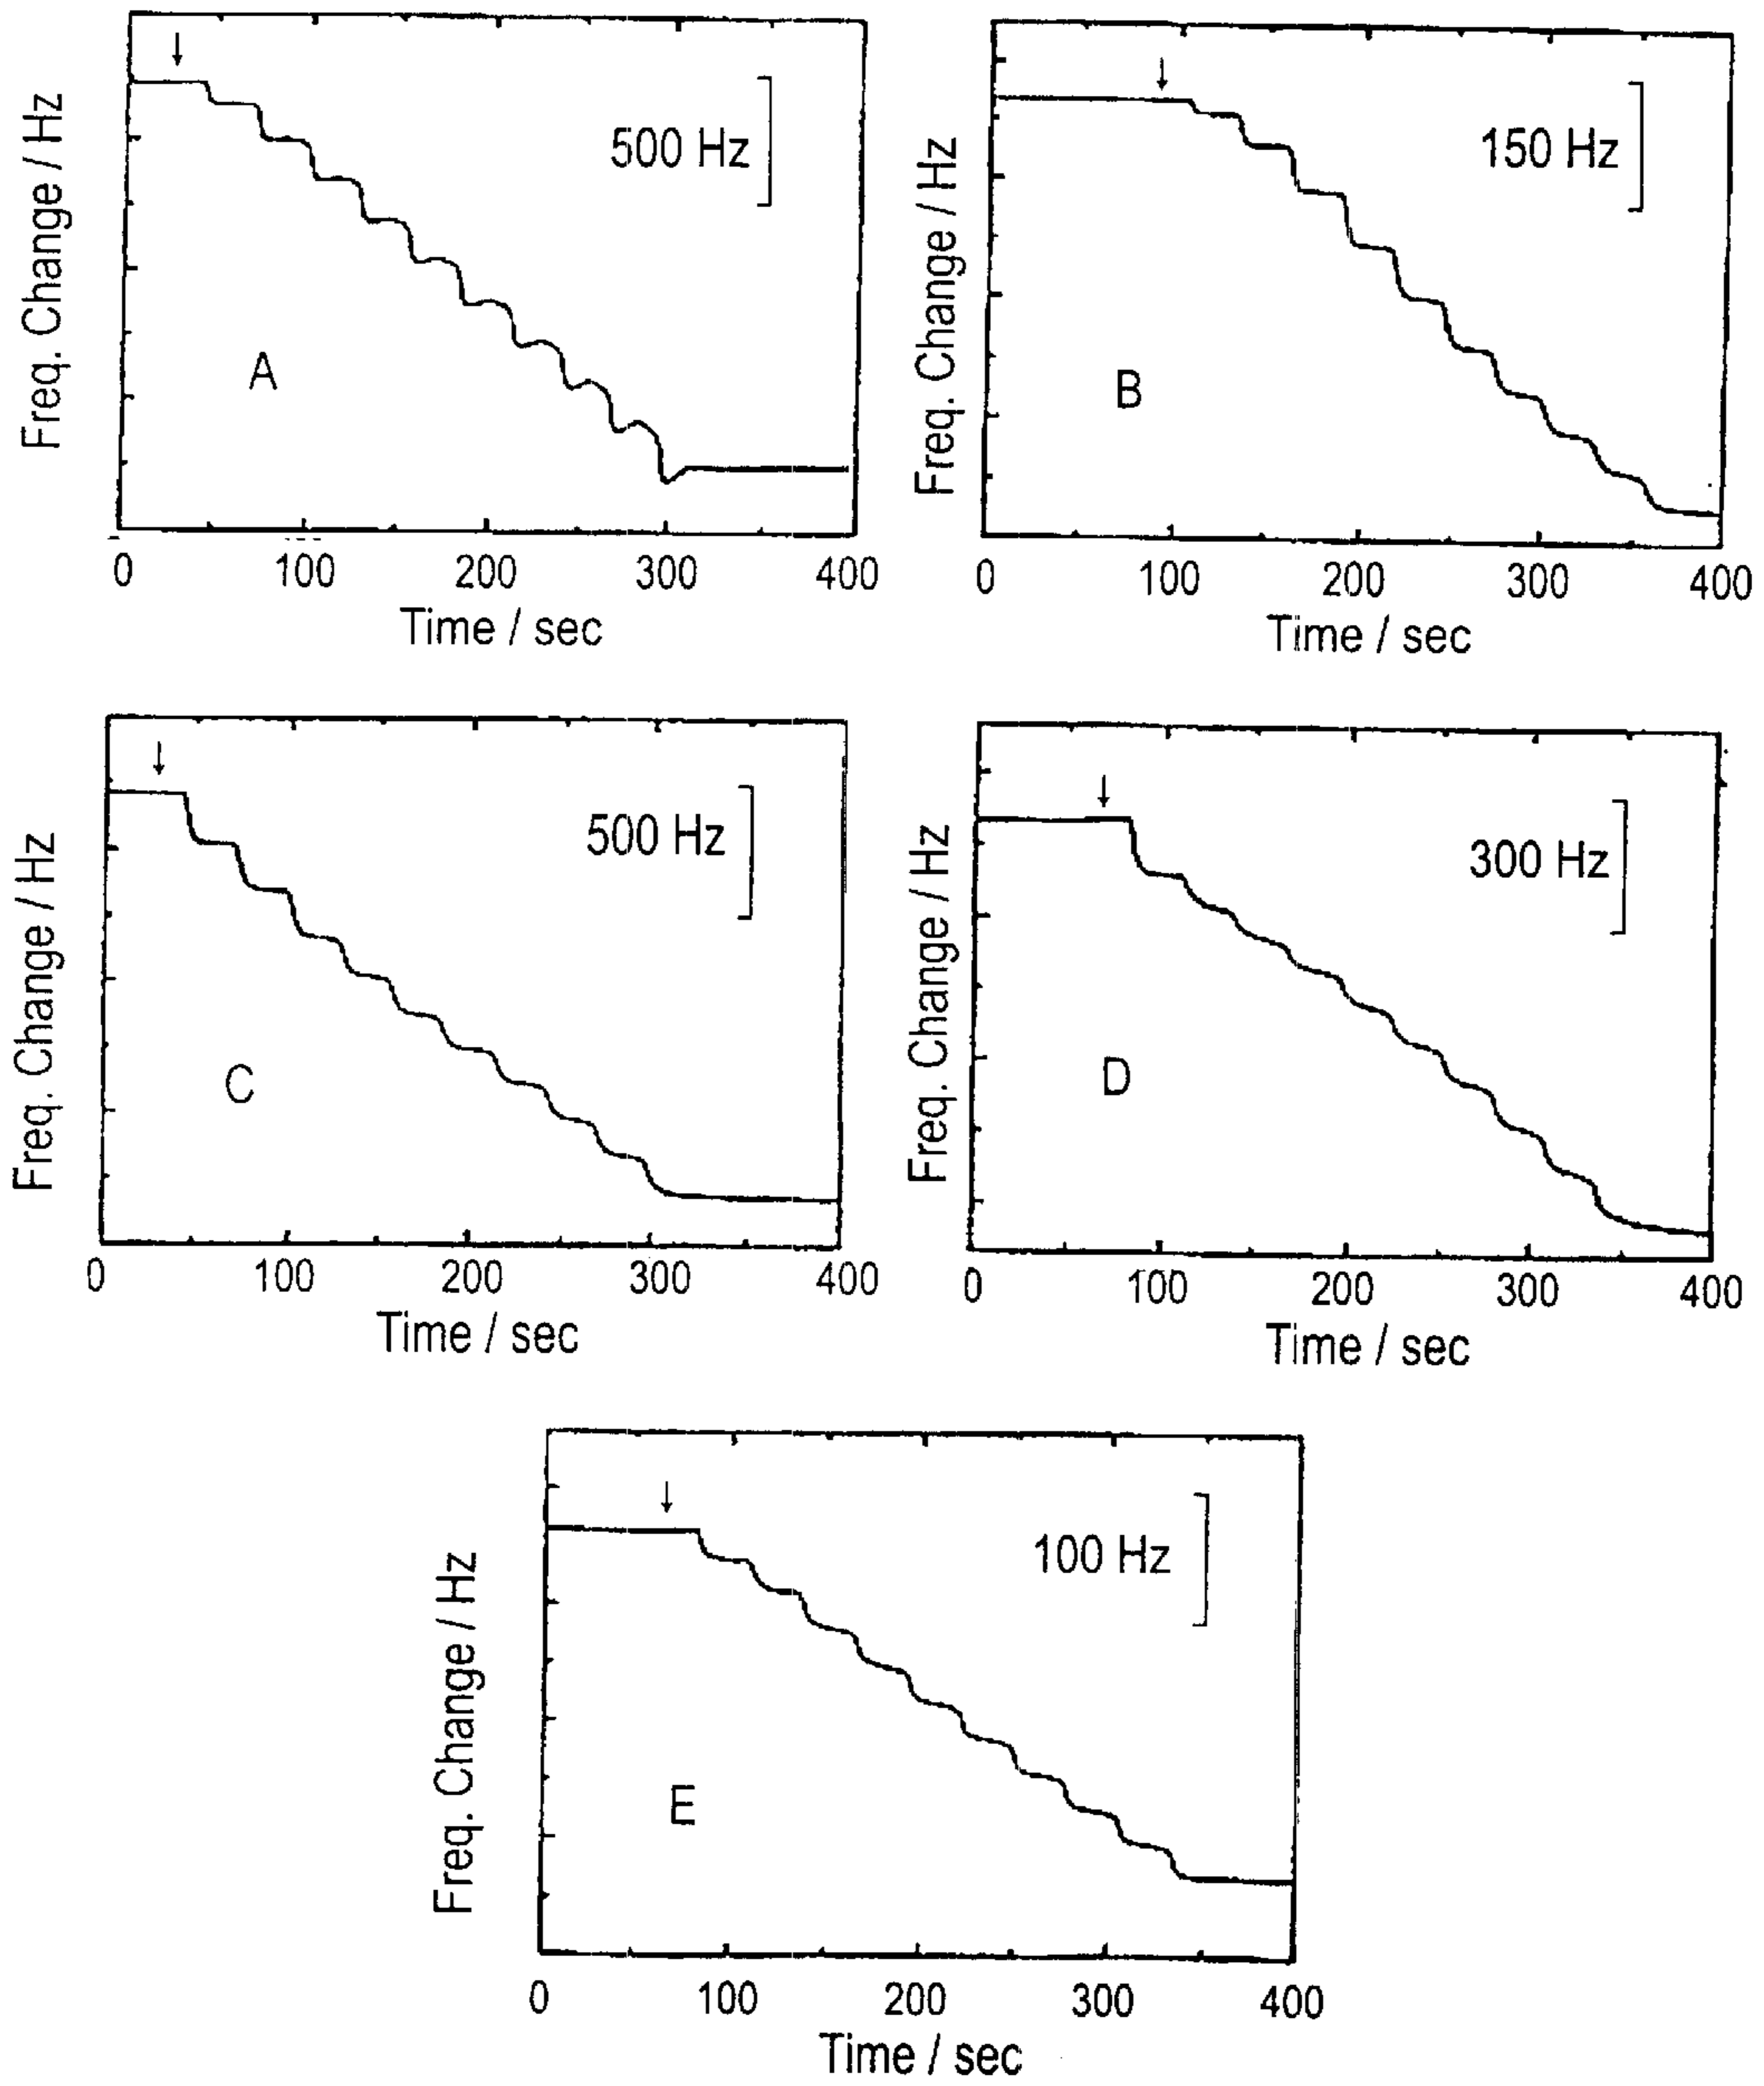 Freq. Change / Hz
500 Hz
A
0 100 200 300 400
Time / sec
Freq. Change / Hz
150 Hz
B
0 100 200 300 400
Time / sec
Freq. Change / Hz
500 Hz
C
0 100 200 300 400
Time / sec
Freq. Change / Hz
300 Hz
D
0 100 200 300 400
Time / sec
Freq. Change / Hz
100 Hz
E
0 100 200 300 400
Time / sec